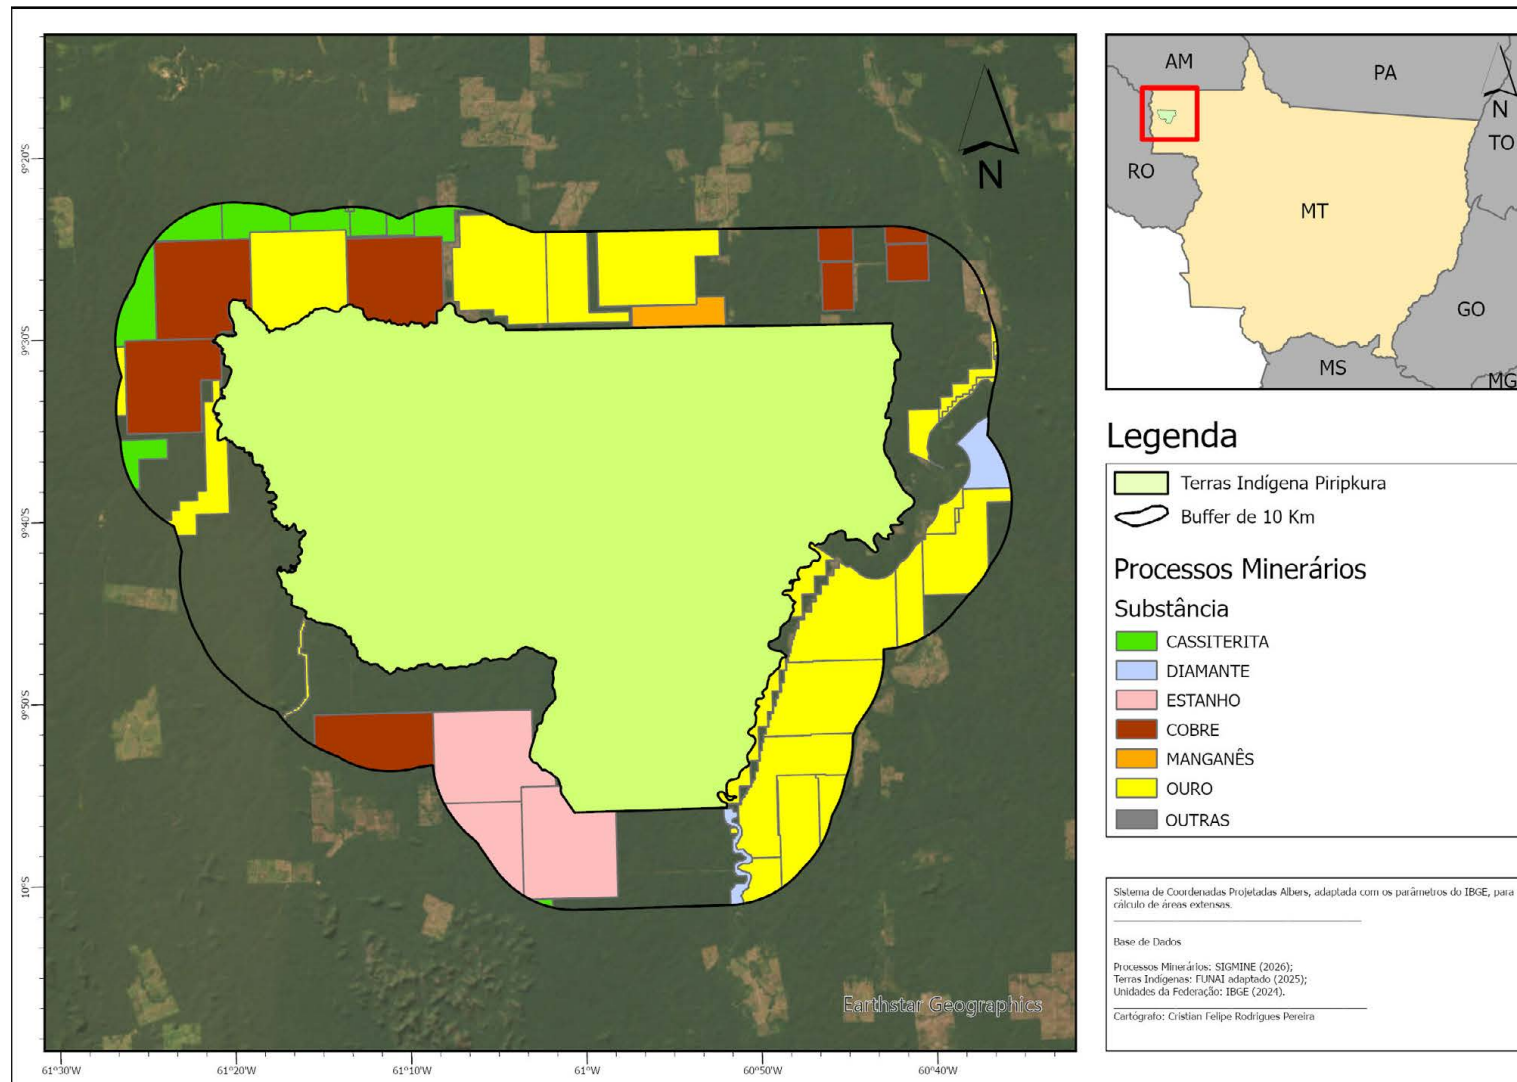 N
9°20'S
9°30'S
9°40'S
9°50'S
10°S
61°30'W
61°20'W
61°10'W
61°W
60°50'W
60°40'W
Earthstar Geographics
AM
PA
N
TO
RO
MT
GO
MS
MG
Legenda
Terras Indígena Piripkura
Buffer de 10 Km
Processos Minerários
Substância
CASSITERITA
DIAMANTE
ESTANHO
COBRE
MANGANÊS
OURO
OUTRAS
Sistema de Coordenadas Projetadas Albers, adaptada com os parâmetros do IBGE, para
cálculo de áreas extensas.
Base de Dados
Processos Minerários: SIGMINE (2026);
Terras Indígenas: FUNAI adaptado (2025);
Unidades da Federação: IBGE (2024).
Cartógrafo: Cristian Felipe Rodrigues Pereira